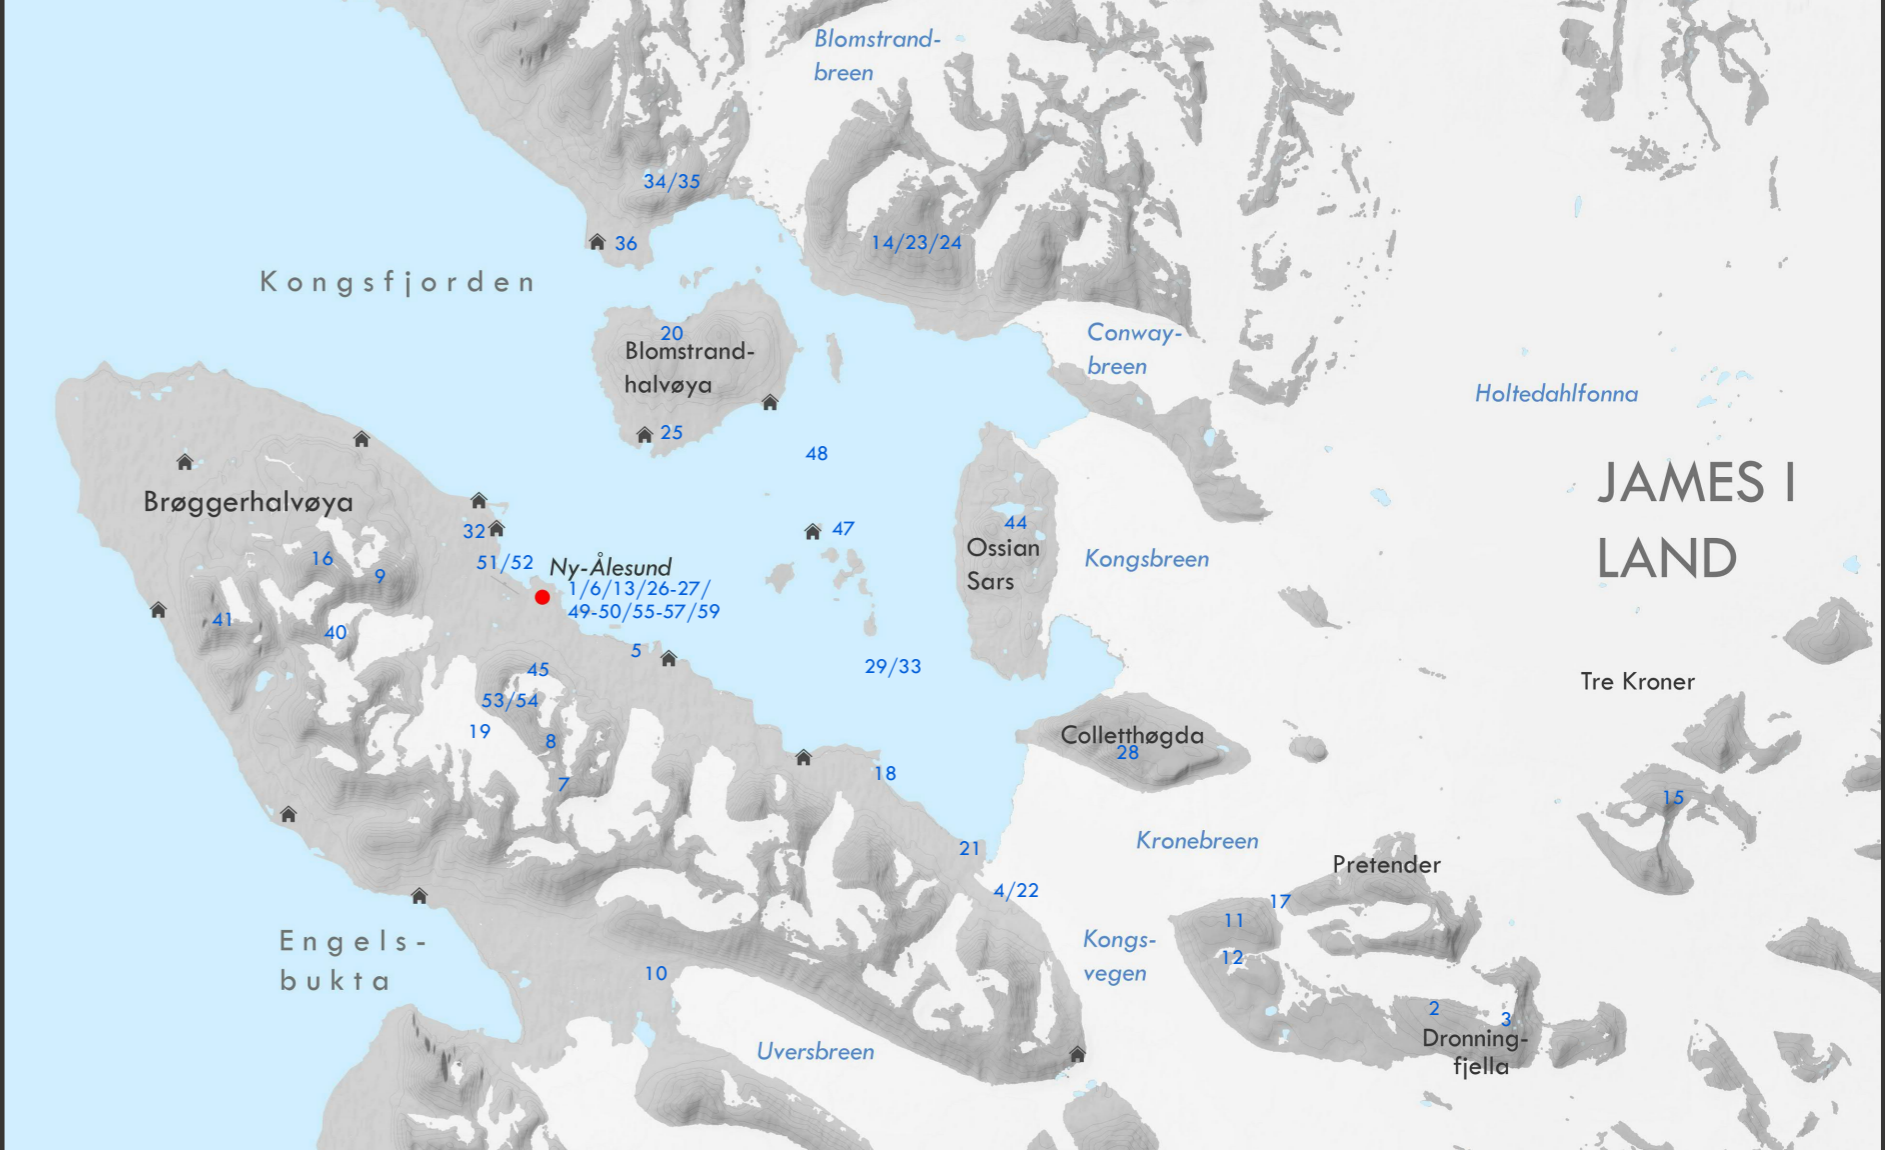 Blomstrand-
breen
34/35
36
14/23/24
Kongsfjorden
20
Blomstrand-
halvøya
Conway-
breen
Holtedahlfonna
25
48
JAMES I
LAND
Brøggerhalvøya
32
47
44
Ossian
Sars
Kongsbreen
16
9
51/52
Ny-Ålesund
1/6/13/26-27/
49-50/55-57/59
41
40
5
45
29/33
53/54
19
8
7
Tre Kroner
Colletthøgda
28
18
15
21
Kronebreen
Pretender
4/22
17
11
12
Engels-
bukta
Kongs-
vegen
10
2
3
Dronning-
fjella
Uversbreen